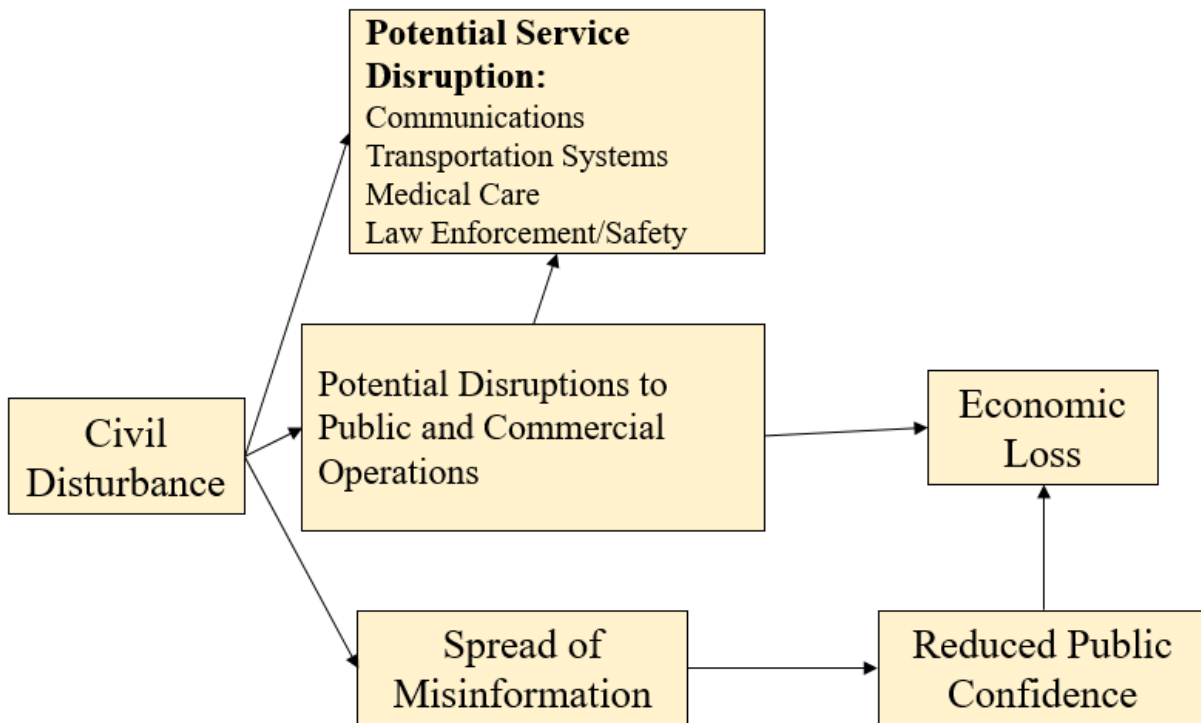 Potential Service
Disruption:
Communications
Transportation Systems
Medical Care
Law Enforcement/Safety
Civil
Disturbance
Potential Disruptions to
Public and Commercial
Operations
Economic
Loss
Spread of
Misinformation
Reduced Public
Confidence